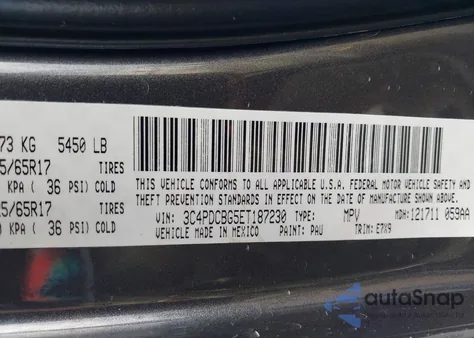 73 KG 5450 LB
5/65R17 TIRES
KPA ( 36 PSI) COLD
15/65R17 TIRES
KPA ( 36 PSI) COLD
THIS VEHICLE CONFORMS TO ALL APPLICABLE U.S.A. FEDERAL MOTOR VEHICLE SAFETY AND
THEFT PREVENTION STANDARDS IN EFFECT ON THE DATE OF MANUFACTURE SHOWN ABOVE.
VIN: 3C4PDCBG5ET187230 TYPE: MPV MDH: 121711 059AA
VEHICLE MADE IN MEXICO PAINT: PAU TRIM: E7X9
autoSnap